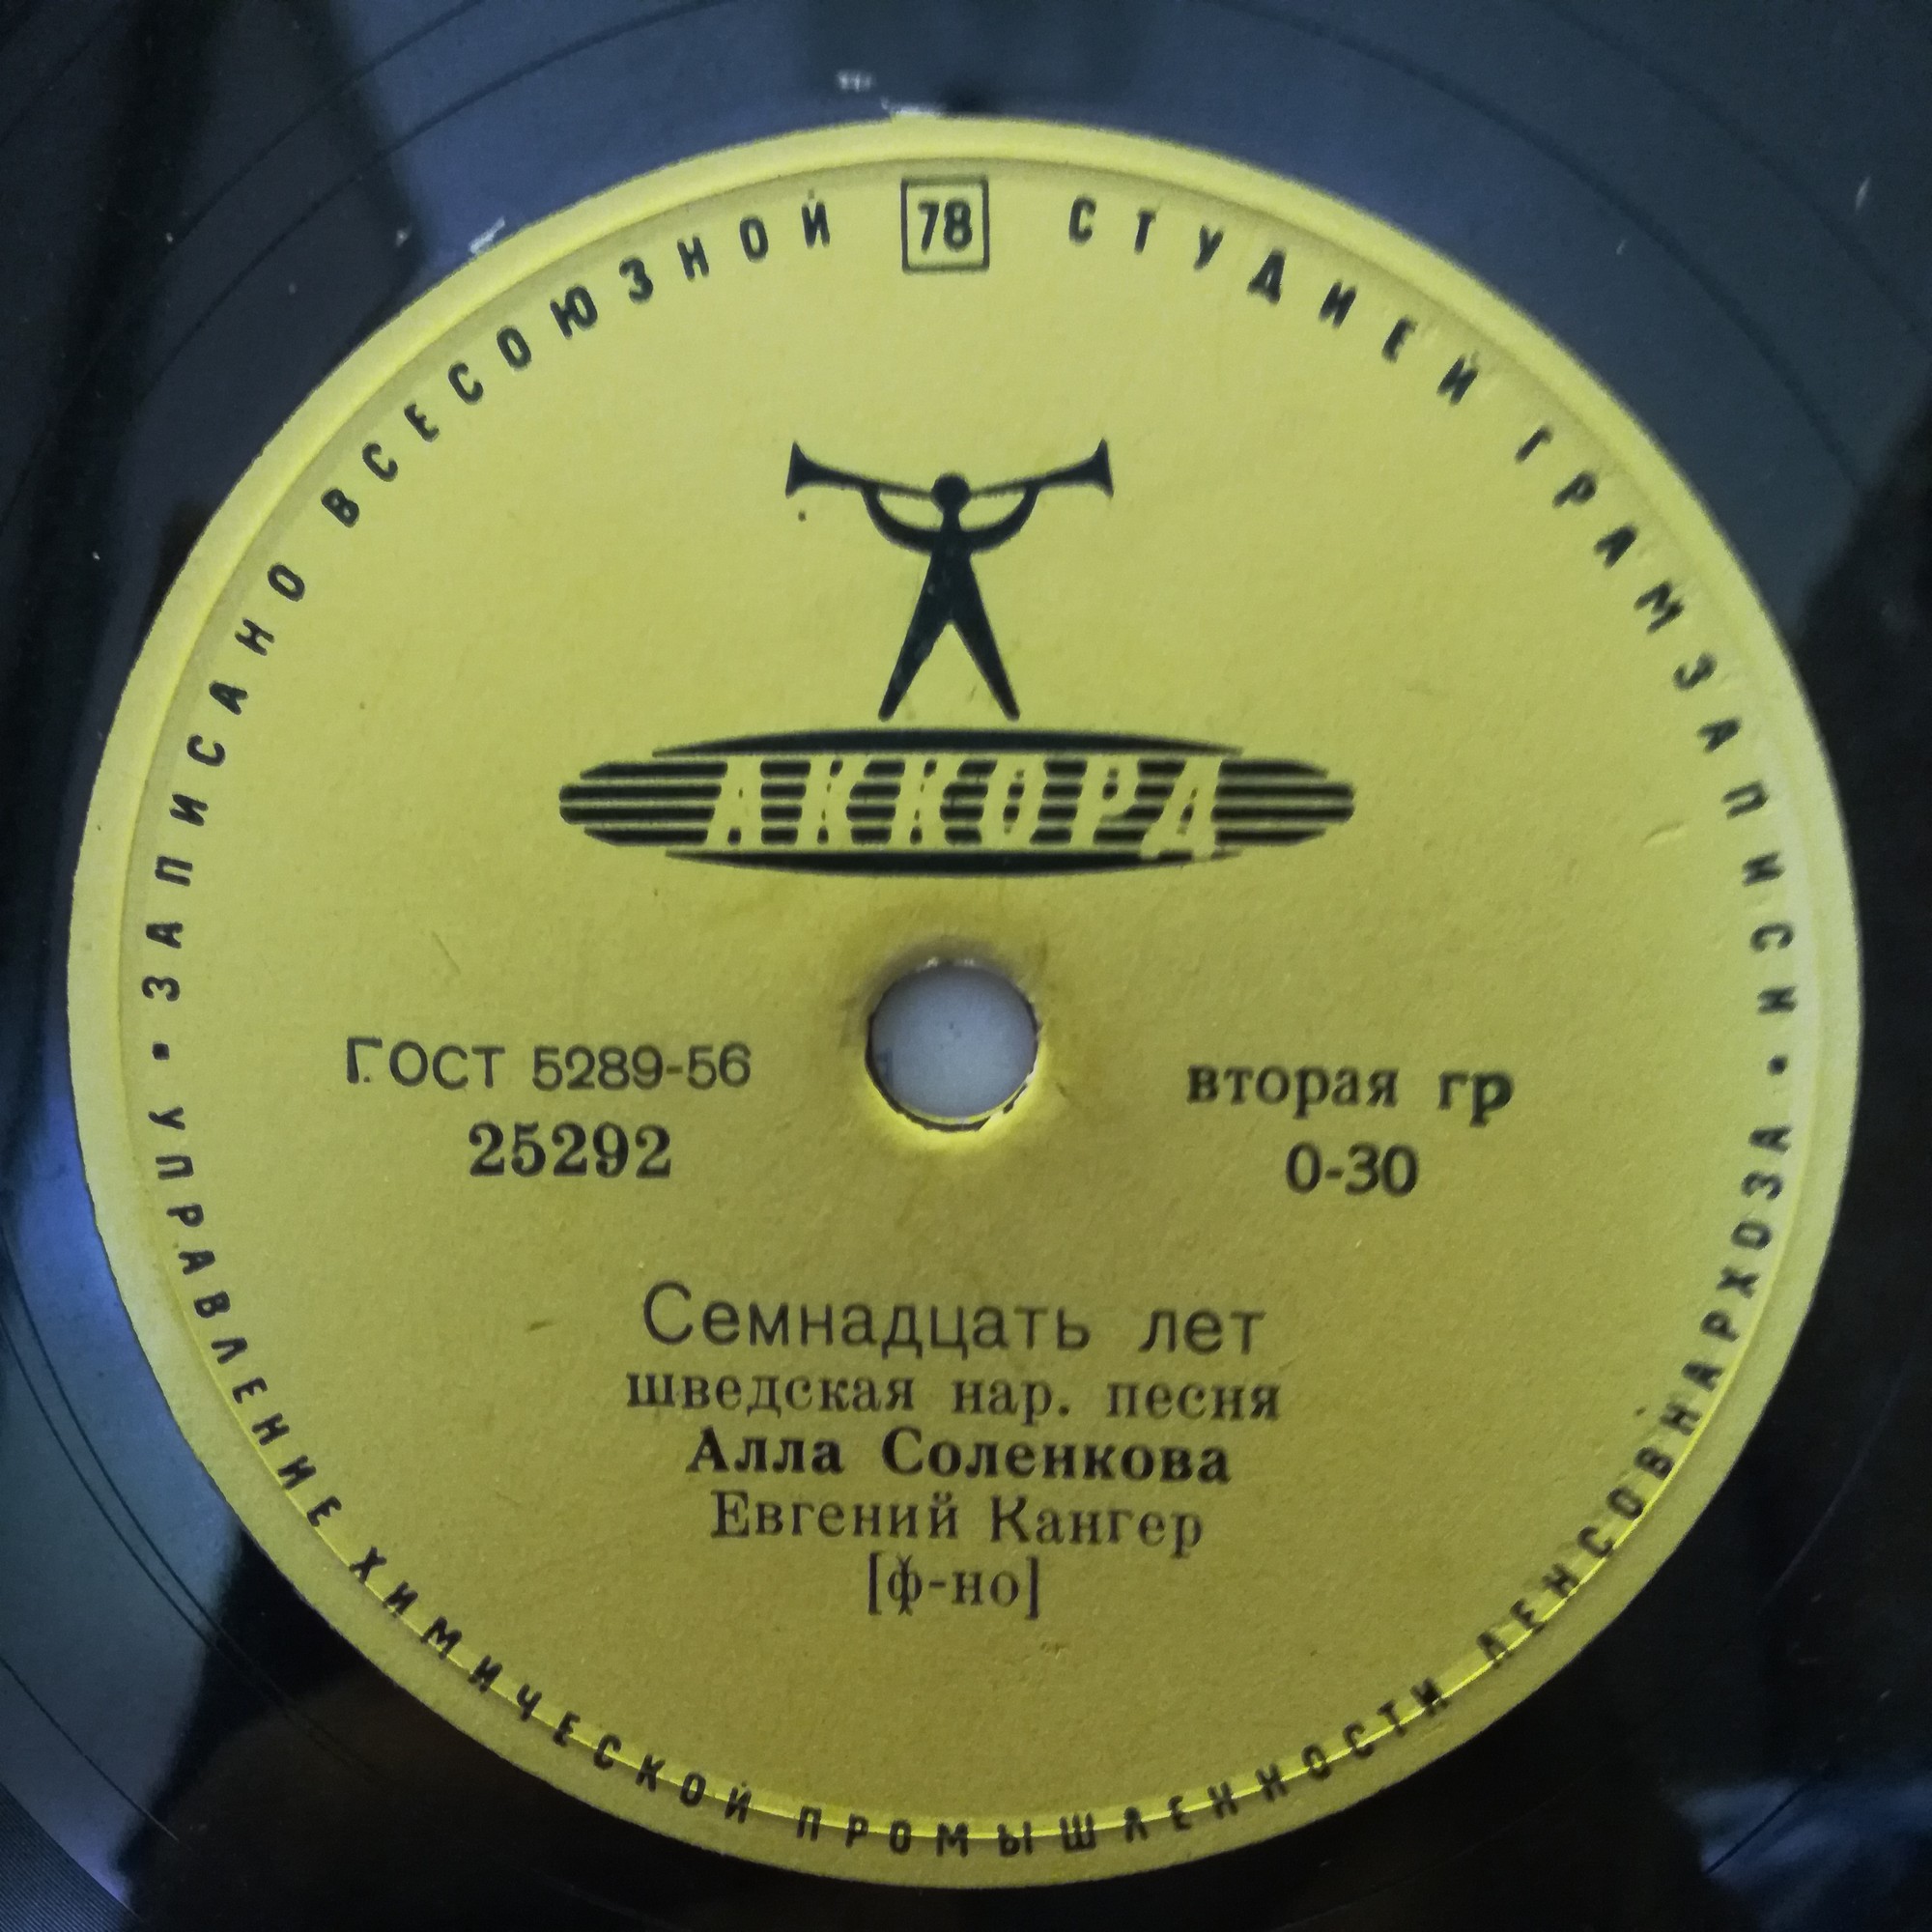 ЗАПИСАНО ВСЕСОЮЗНОЙ 78 СТУДИЕЙ ГРАМЗАПИСИ
АККОРД
ГОСТ 5289-56
25292
вторая гр
0-30
Семнадцать лет
шведская нар. песня
Алла Соленкова
Евгений Кангер
[ф-но]
УПРАВЛЕНИЕ ХИМИЧЕСКОЙ ПРОМЫШЛЕННОСТИ ЛЕНСОВНАРХОЗА